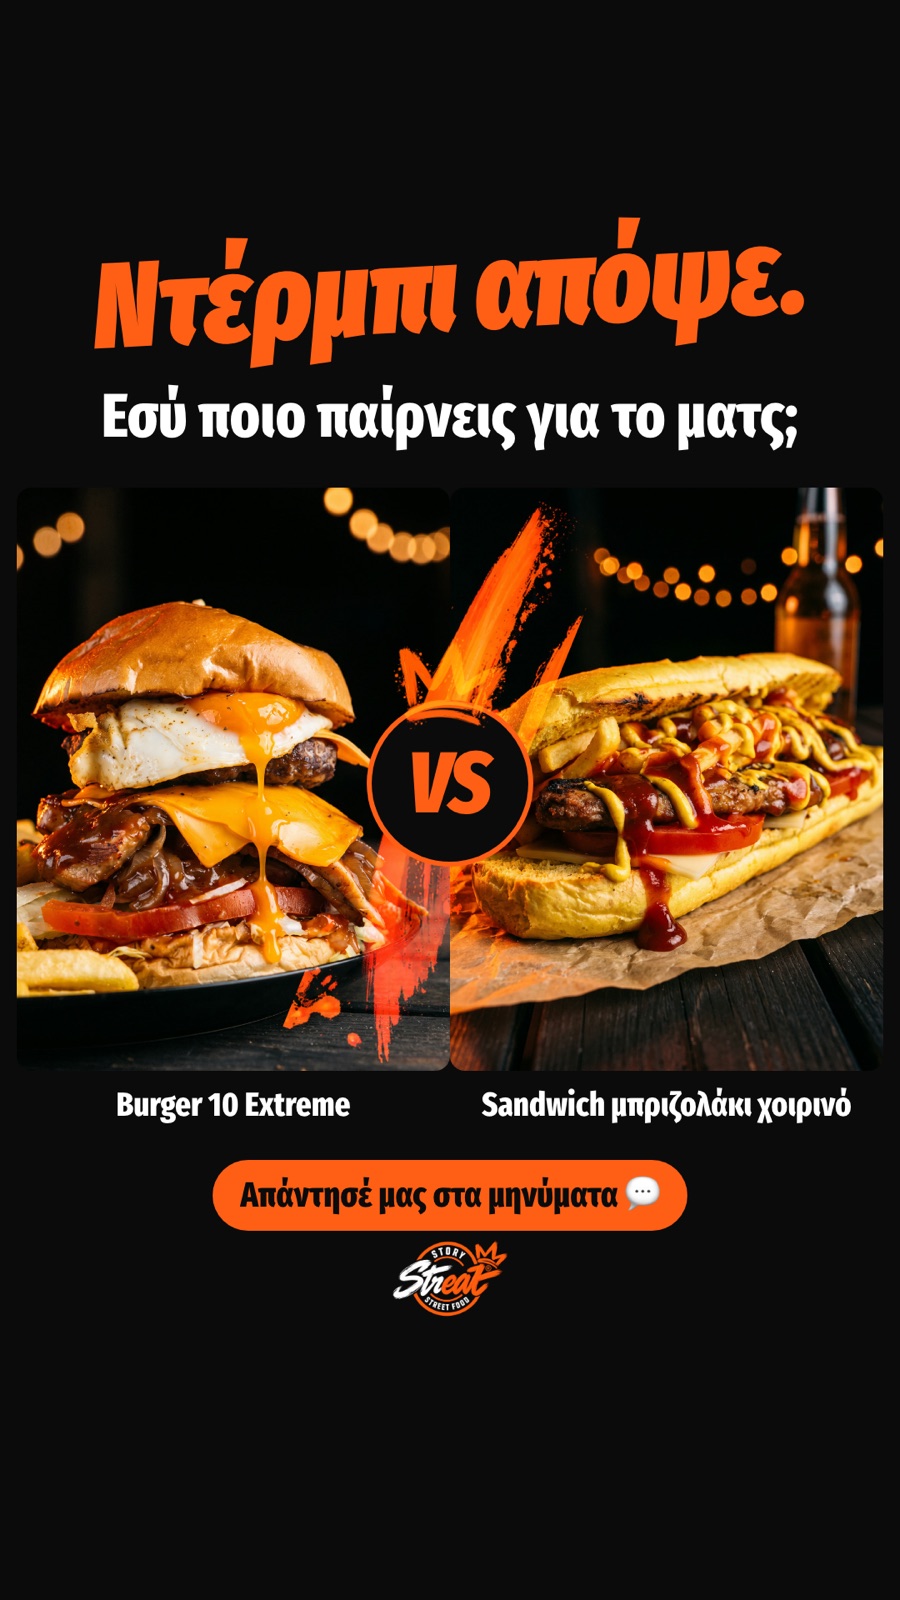 Ντέρμπι απόψε.
Εσύ ποιο παίρνεις για το ματς;
VS
Burger 10 Extreme
Sandwich μπριζολάκι χοιρινό
Απάντησέ μας στα μηνύματα 💬
STORY
Streat
STREET FOOD